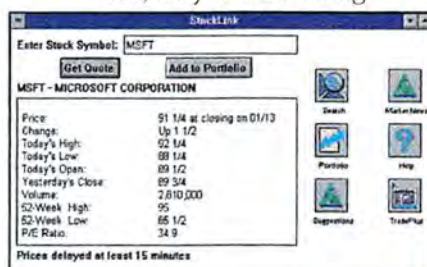 StockLink
Enter Stock Symbol: MSFT
Get Quote Add to Portfolio
MSFT - MICROSOFT CORPORATION
Price: 91 1/4 at closing on 01/13
Change: Up 1 1/2
Today's High: 92 1/4
Today's Low: 88 1/4
Today's Open: 89 1/2
Yesterday's Close: 89 3/4
Volume: 2,810,000
52-Week High: 95
52-Week Low: 65 1/2
P/E Ratio: 34.9
Search Market News
Portfolio Help
Suggestions TradePlus
Prices delayed at least 15 minutes